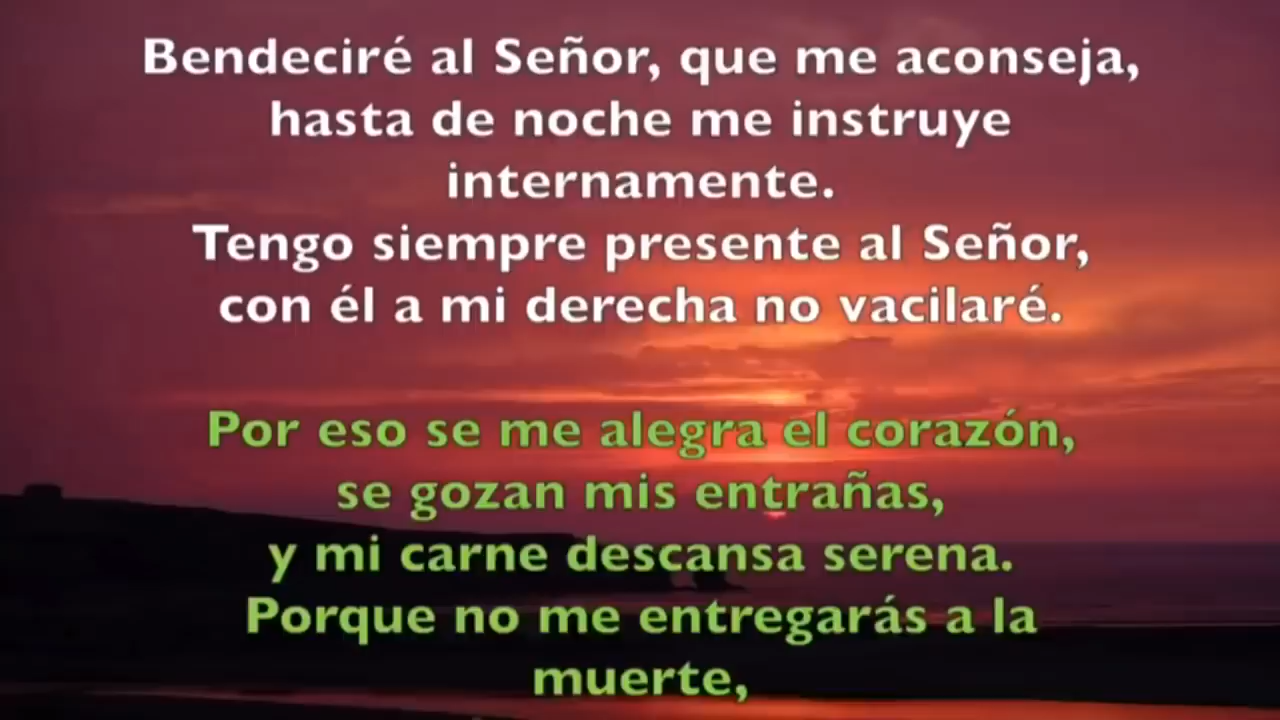 Bendeciré al Señor, que me aconseja,
hasta de noche me instruye
internamente.
Tengo siempre presente al Señor,
con él a mi derecha no vacilaré.
Por eso se me alegra el corazón,
se gozan mis entrañas,
y mi carne descansa serena.
Porque no me entregarás a la
muerte,